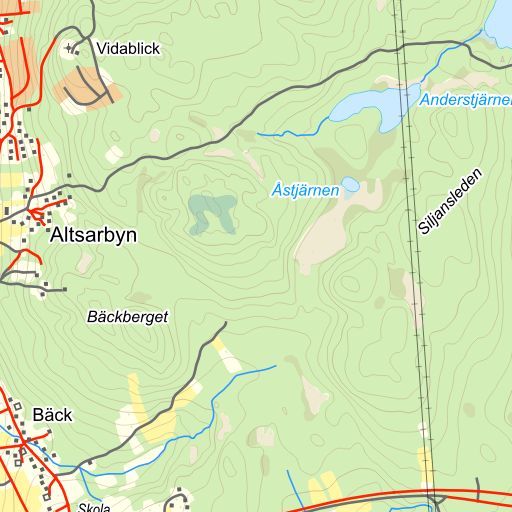 Vidablick
Anderstjärnen
Åstjärnen
Siljansleden
Altsarbyn
Bäckberget
Bäck
Skola